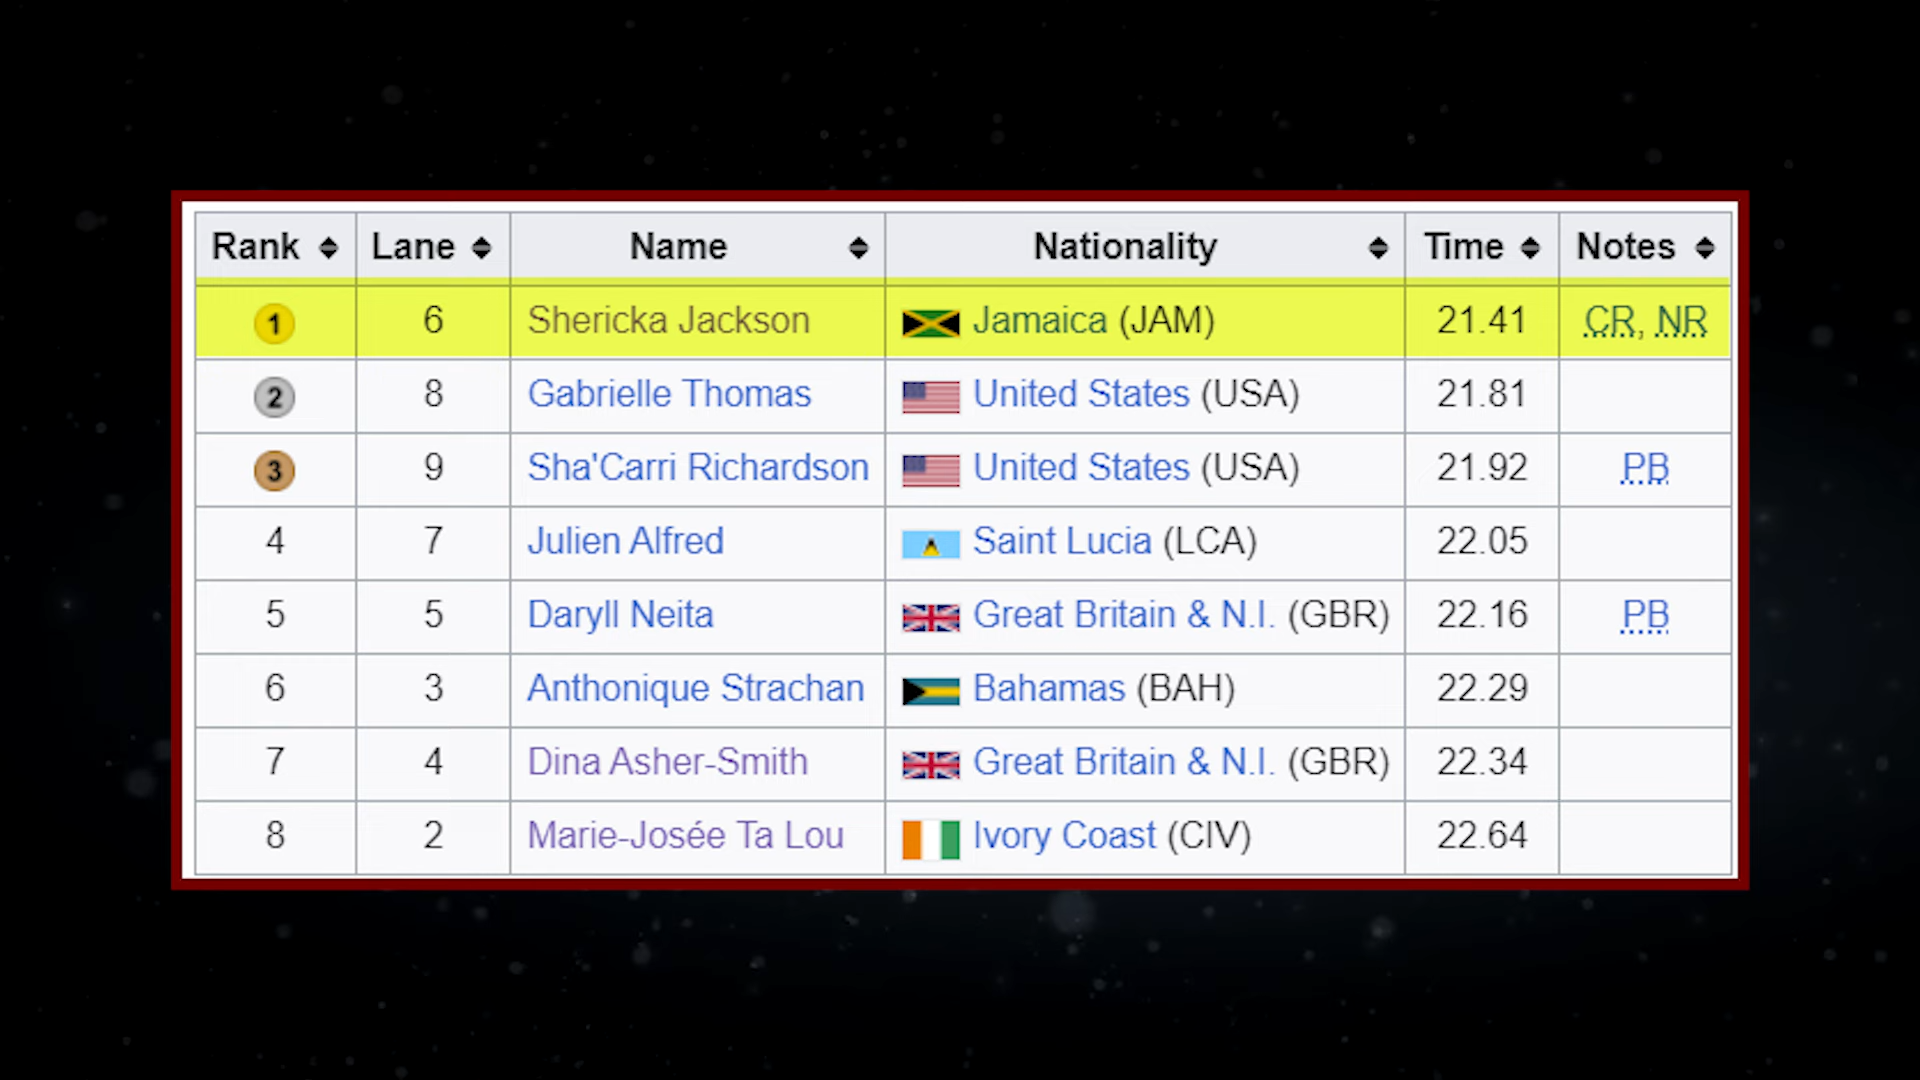 Rank Lane Name Nationality Time Notes
1 6 Shericka Jackson Jamaica (JAM) 21.41 CR, NR
2 8 Gabrielle Thomas United States (USA) 21.81
3 9 Sha'Carri Richardson United States (USA) 21.92 PB
4 7 Julien Alfred Saint Lucia (LCA) 22.05
5 5 Daryll Neita Great Britain & N.I. (GBR) 22.16 PB
6 3 Anthonique Strachan Bahamas (BAH) 22.29
7 4 Dina Asher-Smith Great Britain & N.I. (GBR) 22.34
8 2 Marie-Josée Ta Lou Ivory Coast (CIV) 22.64